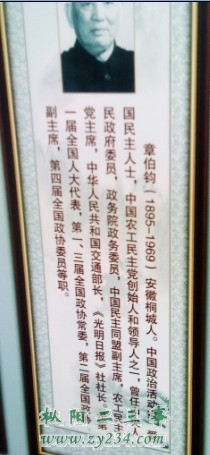 章伯钧（1895-1969）安徽桐城人。中国政治活动
国民主人士，中国农工民主党创始人和领导人之一，曾任
民政府委员，政务院政务委员，中国民主同盟副主席，农工民主
党主席，中华人民共和国交通部长，《光明日报》社社长，第
一届全国人大代表，第一、三届全国政协常委，第二届全国政
副主席，第四届全国政协委员等职。
枞阳二三事
www.zy234.com